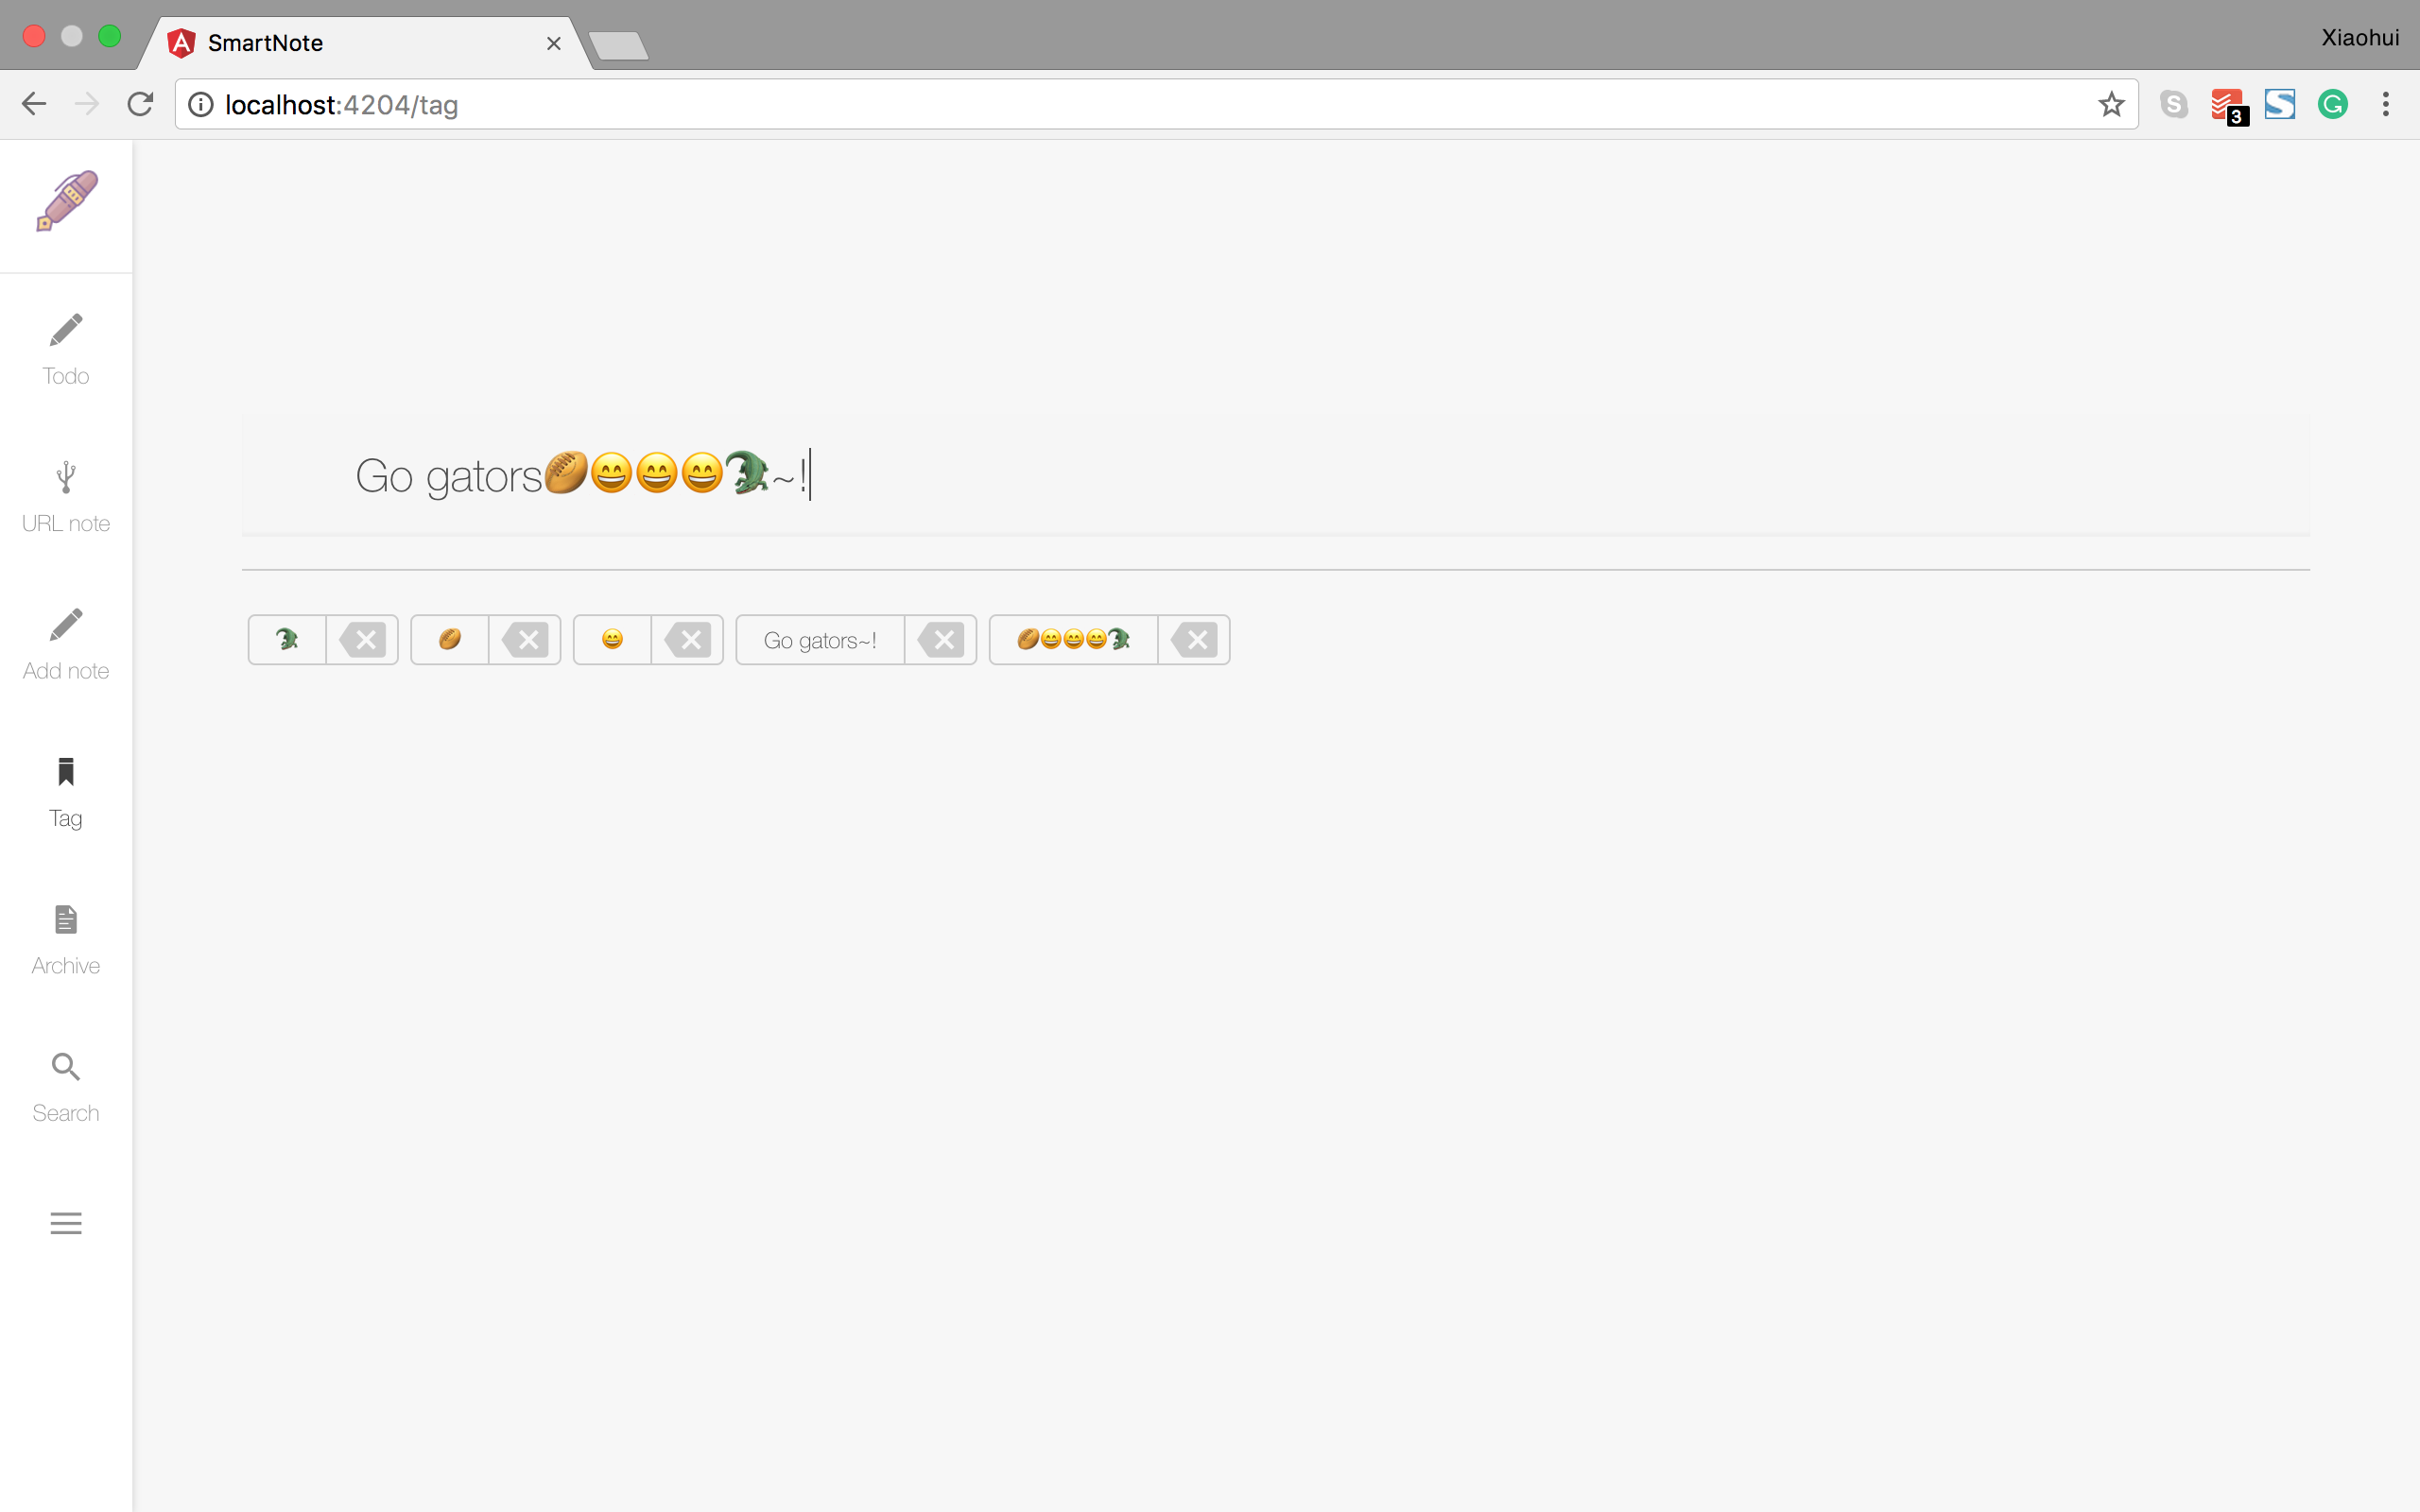 SmartNote
Xiaohui
localhost:4204/tag
3
Todo
URL note
Add note
Tag
Archive
Search
Go gators🏉😄😄😄🐊~!
🐊
🏉
😄
Go gators~!
🏉😄😄😄🐊